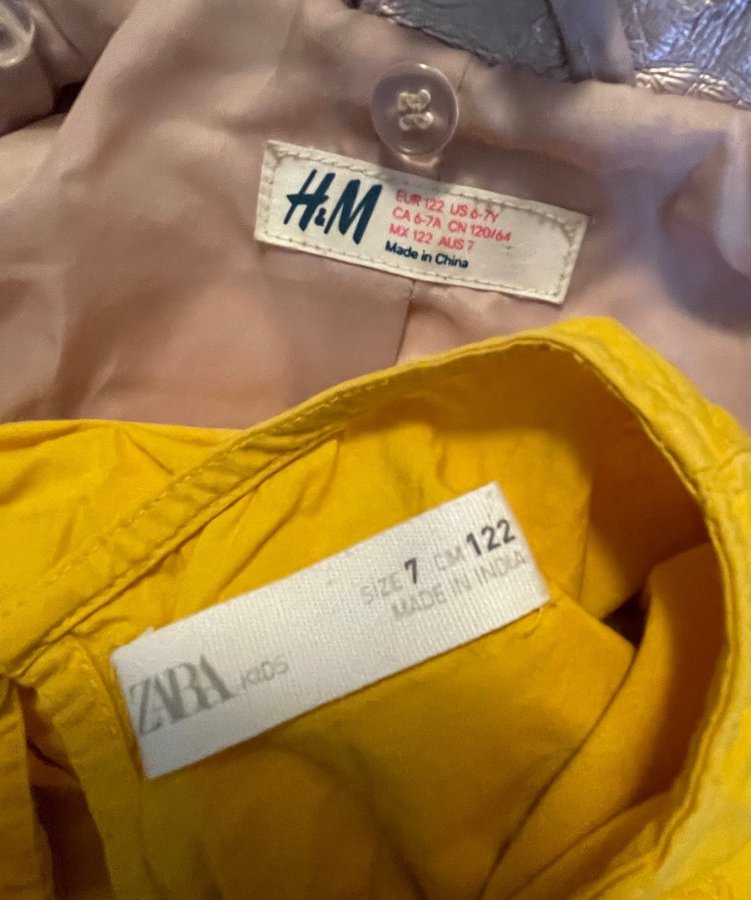 H&M
EUR 122 US 6-7Y
CA 6-7A CN 120/64
MX 122 AUS 7
Made in China
SIZE 7 CM 122
MADE IN INDIA
ZARA KIDS